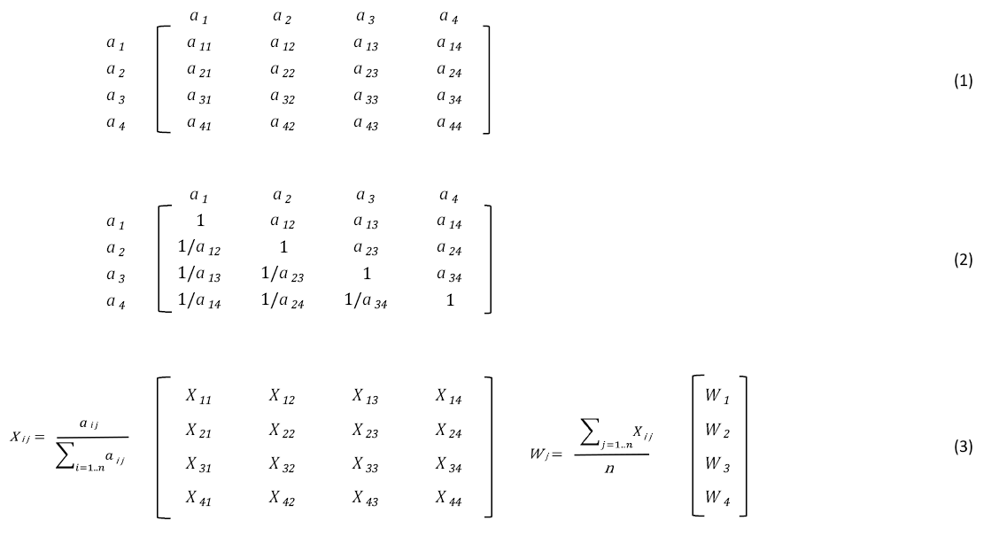 a 1 a 2 a 3 a 4
a 1 a 11 a 12 a 13 a 14
a 2 a 21 a 22 a 23 a 24
(1)
a 3 a 31 a 32 a 33 a 34
a 4 a 41 a 42 a 43 a 44
a 1 a 2 a 3 a 4
a 1 1 a 12 a 13 a 14
a 2 1/a 12 1 a 23 a 24
(2)
a 3 1/a 13 1/a 23 1 a 34
a 4 1/a 14 1/a 24 1/a 34 1
X ij = a ij / ∑ i=1..n a ij
X 11 X 12 X 13 X 14
X 21 X 22 X 23 X 24
X 31 X 32 X 33 X 34
X 41 X 42 X 43 X 44
W j = ∑ j=1..n X ij / n
W 1
W 2
W 3
W 4
(3)